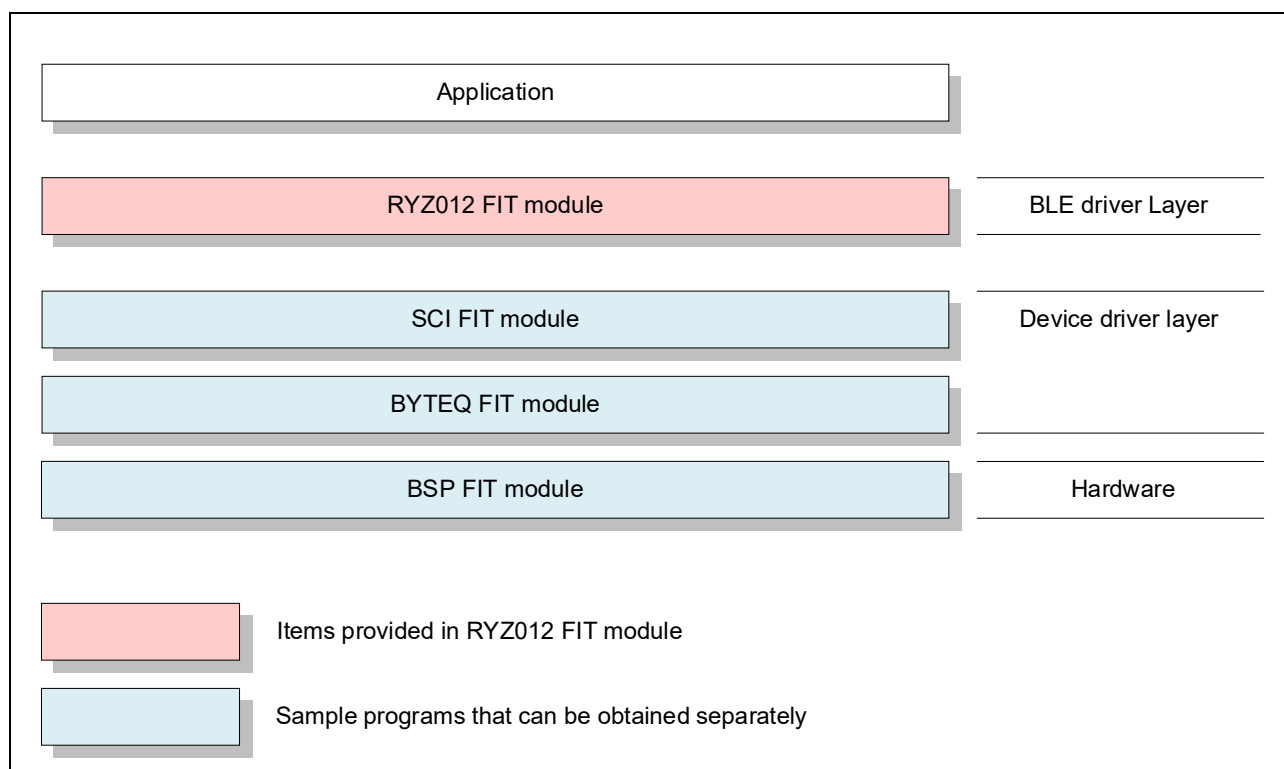 Application
RYZ012 FIT module
BLE driver Layer
SCI FIT module
Device driver layer
BYTEQ FIT module
BSP FIT module
Hardware
Items provided in RYZ012 FIT module
Sample programs that can be obtained separately